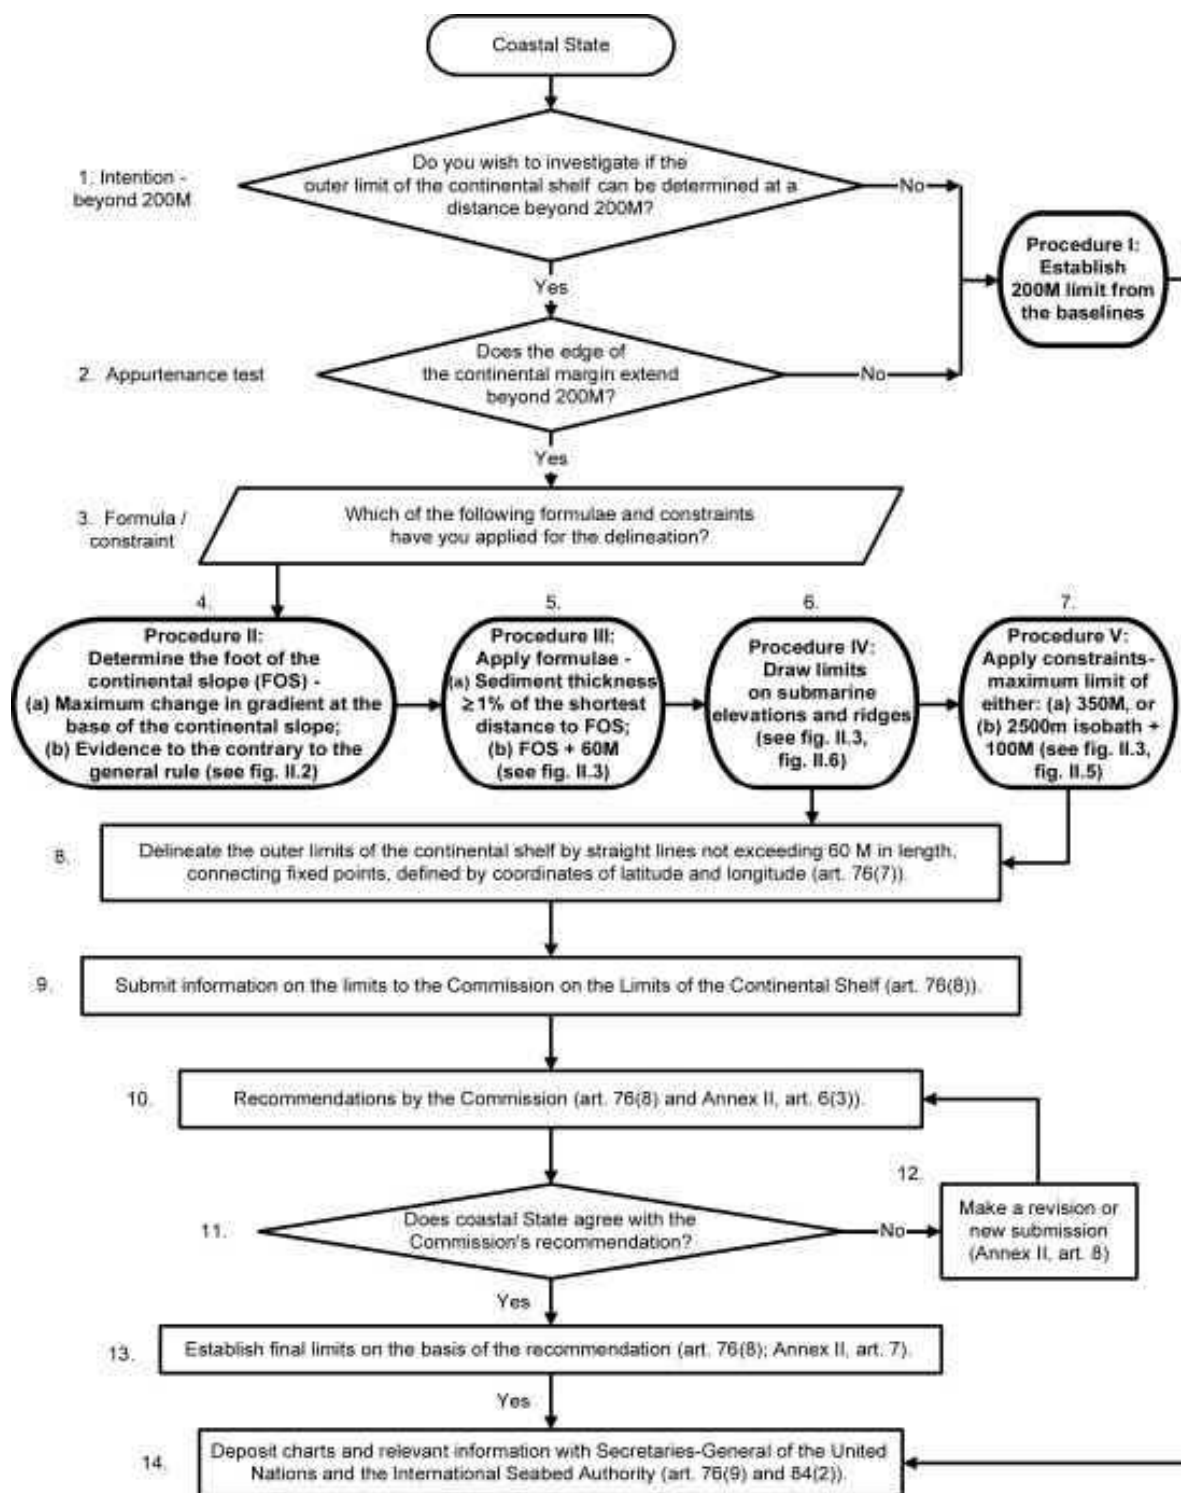 Coastal State
1. Intention -
beyond 200M
Do you wish to investigate if the
outer limit of the continental shelf can be determined at a
distance beyond 200M?
No
Yes
Procedure I:
Establish
200M limit from
the baselines
2. Appurtenance test
Does the edge of
the continental margin extend
beyond 200M?
No
Yes
3. Formula /
constraint
Which of the following formulae and constraints
have you applied for the delineation?
4.
Procedure II:
Determine the foot of the
continental slope (FOS) -
(a) Maximum change in gradient at the
base of the continental slope;
(b) Evidence to the contrary to the
general rule (see fig. II.2)
5.
Procedure III:
Apply formulae -
(a) Sediment thickness
≥1% of the shortest
distance to FOS;
(b) FOS + 60M
(see fig. II.3)
6.
Procedure IV:
Draw limits
on submarine
elevations and ridges
(see fig. II.3,
fig. II.6)
7.
Procedure V:
Apply constraints-
maximum limit of
either: (a) 350M, or
(b) 2500m isobath +
100M (see fig. II.3,
fig. II.5)
8.
Delineate the outer limits of the continental shelf by straight lines not exceeding 60 M in length,
connecting fixed points, defined by coordinates of latitude and longitude (art. 76(7)).
9.
Submit information on the limits to the Commission on the Limits of the Continental Shelf (art. 76(8)).
10.
Recommendations by the Commission (art. 76(8) and Annex II, art. 6(3)).
11.
Does coastal State agree with the
Commission's recommendation?
No
12.
Make a revision or
new submission
(Annex II, art. 8)
Yes
13.
Establish final limits on the basis of the recommendation (art. 76(8); Annex II, art. 7).
Yes
14.
Deposit charts and relevant information with Secretaries-General of the United
Nations and the International Seabed Authority (art. 76(9) and 84(2)).